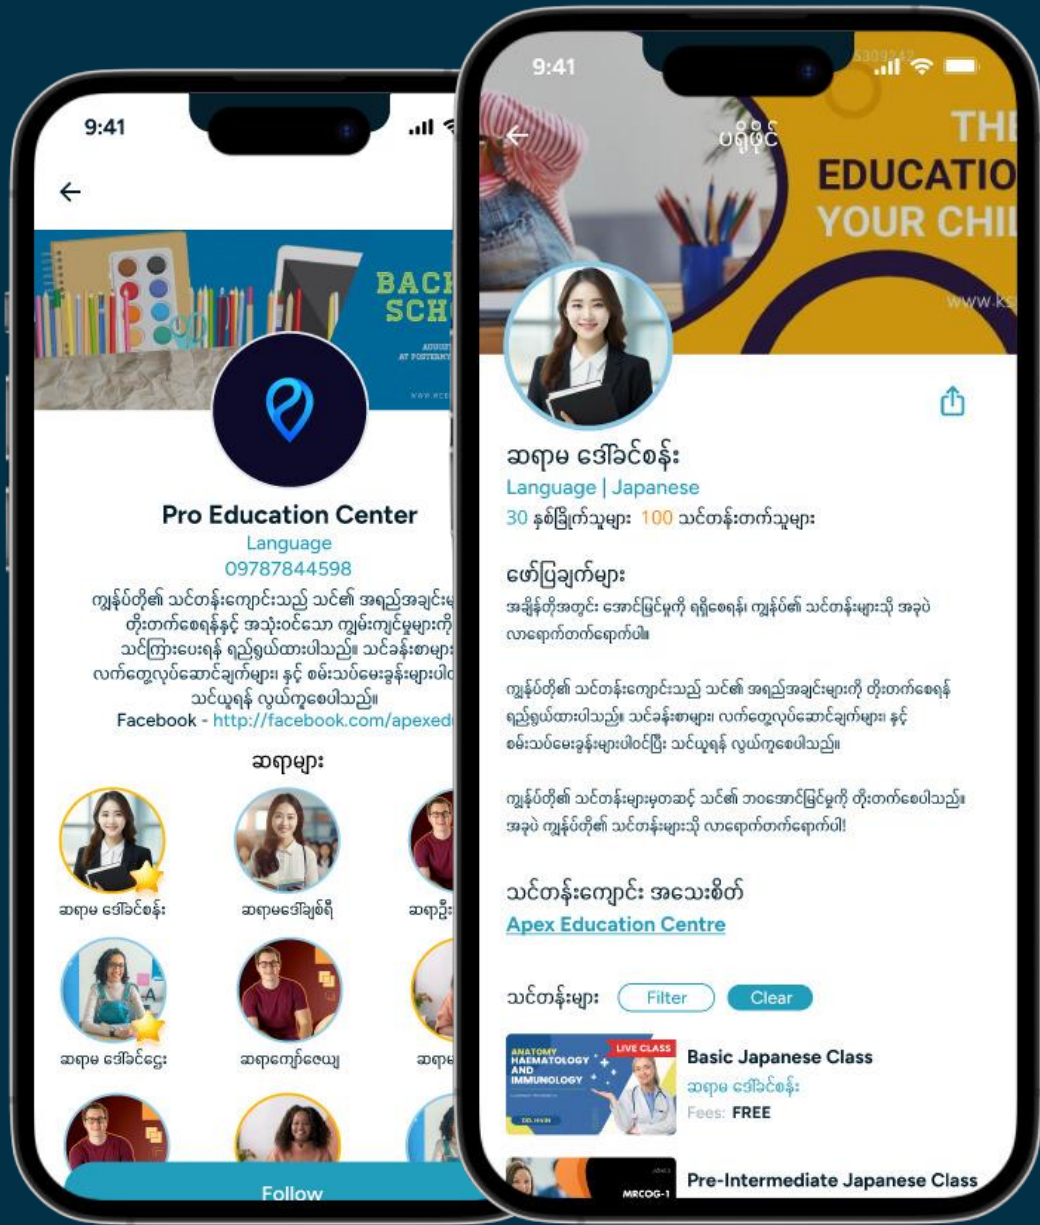 9:41
BACK
SCH
Pro Education Center
Language
09787844598
ကျွန်ုပ်တို၏ သင်တန်းကျောင်းသည် သင်၏ အရည်အချင်း
တိုးတက်စေရန်နှင့် အသုံးဝင်သော ကျွမ်းကျင်မှုများကို
သင်ကြားပေးရန် ရည်ရွယ်ထားပါသည်။ သင်ခန်းစာများ
လက်တွေ့လုပ်ဆောင်ချက်များ၊ နှင့် စမ်းသပ်မေးခွန်းများပါဝ
သင်ယူရန် လွယ်ကူစေပါသည်။
Facebook - http://facebook.com/apexed
ဆရာများ
ဆရာမ ဒေါ်ခင်စန်း
ဆရာမဒေါ်ချစ်ရီ
ဆရာဦး
ဆရာမ ဒေါ်ခင်ဌေး
ဆရာကျော်ဇေယျ
ဆရာမ
Follow
9:41
ပရိုဖိုင်
THE
EDUCATIO
YOUR CHIL
WWW.KS
ဆရာမ ဒေါ်ခင်စန်း
Language | Japanese
30 နှစ်ခြိုက်သူများ 100 သင်တန်းတက်သူများ
ဖော်ပြချက်များ
အချိန်တိုအတွင်း အောင်မြင်မှုကို ရရှိစေရန်၊ ကျွန်ုပ်၏ သင်တန်းများသို အခုပဲ
လာရောက်တက်ရောက်ပါ။
ကျွန်ုပ်တို၏ သင်တန်းကျောင်းသည် သင်၏ အရည်အချင်းများကို တိုးတက်စေရန်
ရည်ရွယ်ထားပါသည်။ သင်ခန်းစာများ၊ လက်တွေ့လုပ်ဆောင်ချက်များ၊ နှင့်
စမ်းသပ်မေးခွန်းများပါဝင်ပြီး သင်ယူရန် လွယ်ကူစေပါသည်။
ကျွန်ုပ်တို၏ သင်တန်းများမှတဆင့် သင်၏ ဘဝအောင်မြင်မှုကို တိုးတက်စေပါသည်။
အခုပဲ ကျွန်ုပ်တို၏ သင်တန်းများသို လာရောက်တက်ရောက်ပါ!
သင်တန်းကျောင်း အသေးစိတ်
Apex Education Centre
သင်တန်းများ Filter Clear
ANATOMY
HAEMATOLOGY
AND
IMMUNOLOGY
LIVE CLASS
Basic Japanese Class
ဆရာမ ဒေါ်ခင်စန်း
Fees: FREE
MRCOG-1
Pre-Intermediate Japanese Class